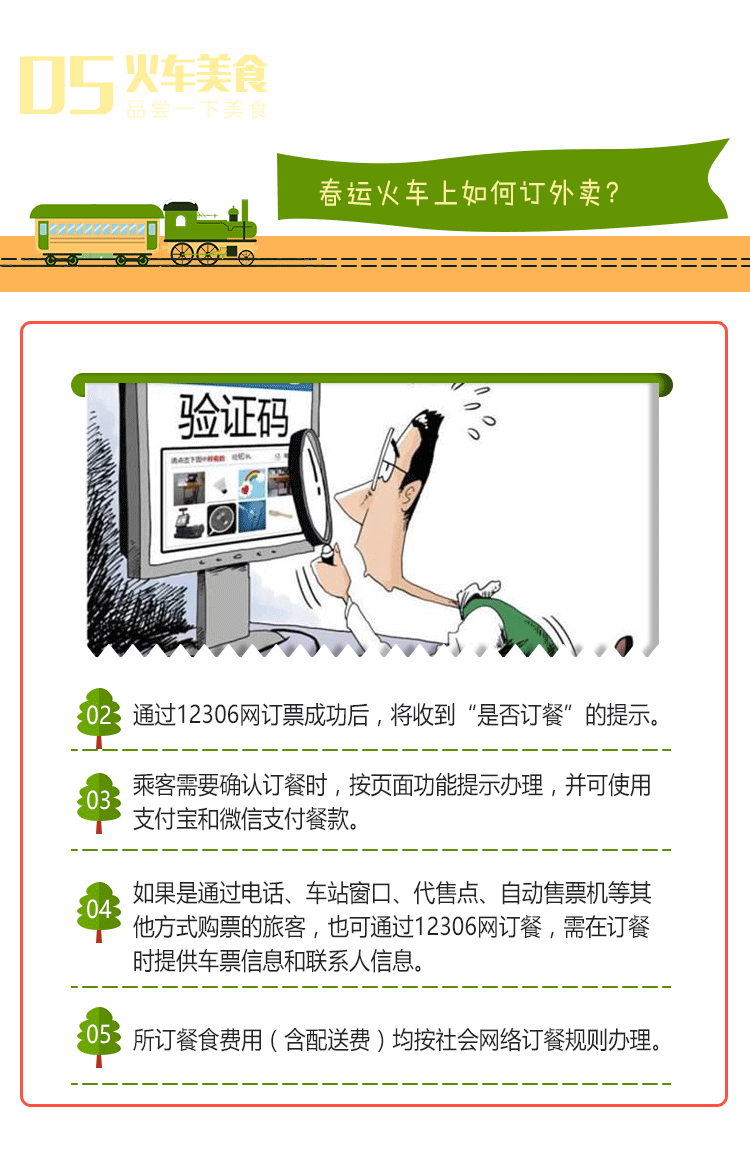 05 火车美食
品尝一下美食
春运火车上如何订外卖？
验证码
请点击下图中所有的
02 通过12306网订票成功后，将收到“是否订餐”的提示。
03 乘客需要确认订餐时，按页面功能提示办理，并可使用
支付宝和微信支付餐款。
04 如果是通过电话、车站窗口、代售点、自动售票机等其
他方式购票的旅客，也可通过12306网订餐，需在订餐
时提供车票信息和联系人信息。
05 所订餐食费用（含配送费）均按社会网络订餐规则办理。